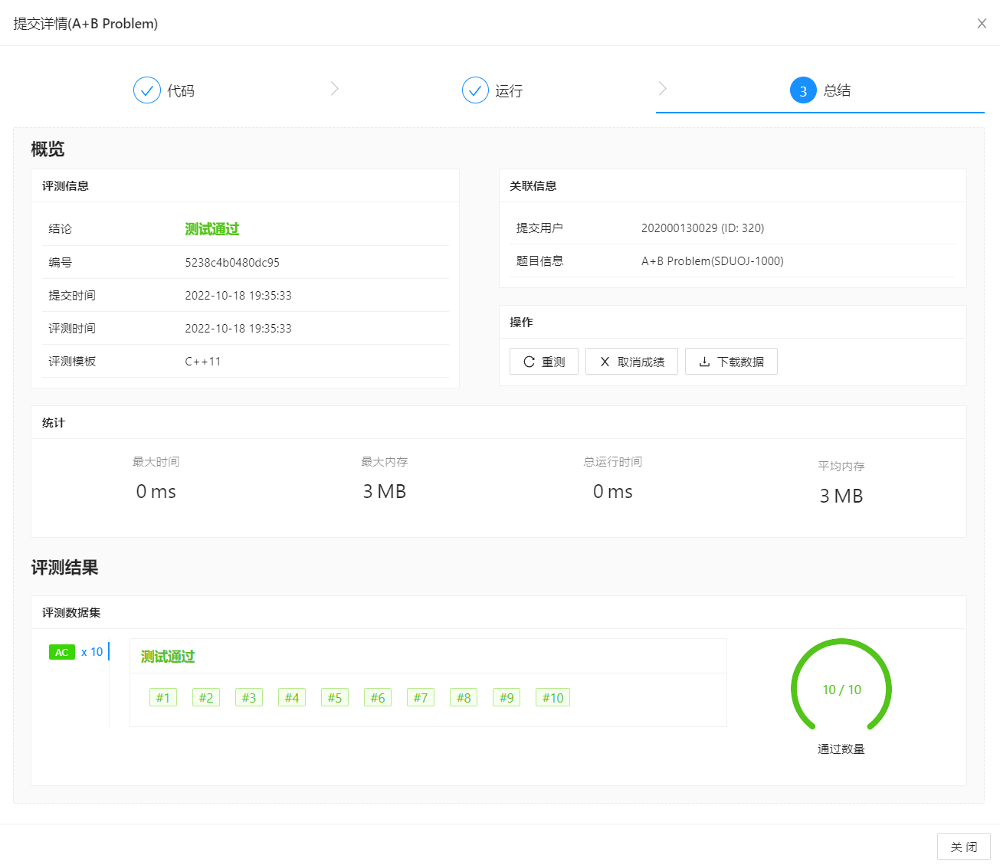 提交详情(A+B Problem)
代码
运行
3 总结
概览
评测信息
结论 测试通过
编号 5238c4b0480dc95
提交时间 2022-10-18 19:35:33
评测时间 2022-10-18 19:35:33
评测模板 C++11
关联信息
提交用户 202000130029 (ID: 320)
题目信息 A+B Problem(SDUOJ-1000)
操作
重测 取消成绩 下载数据
统计
最大时间 最大内存 总运行时间 平均内存
0 ms 3 MB 0 ms 3 MB
评测结果
评测数据集
AC x 10
测试通过
#1 #2 #3 #4 #5 #6 #7 #8 #9 #10
10 / 10
通过数量
关 闭